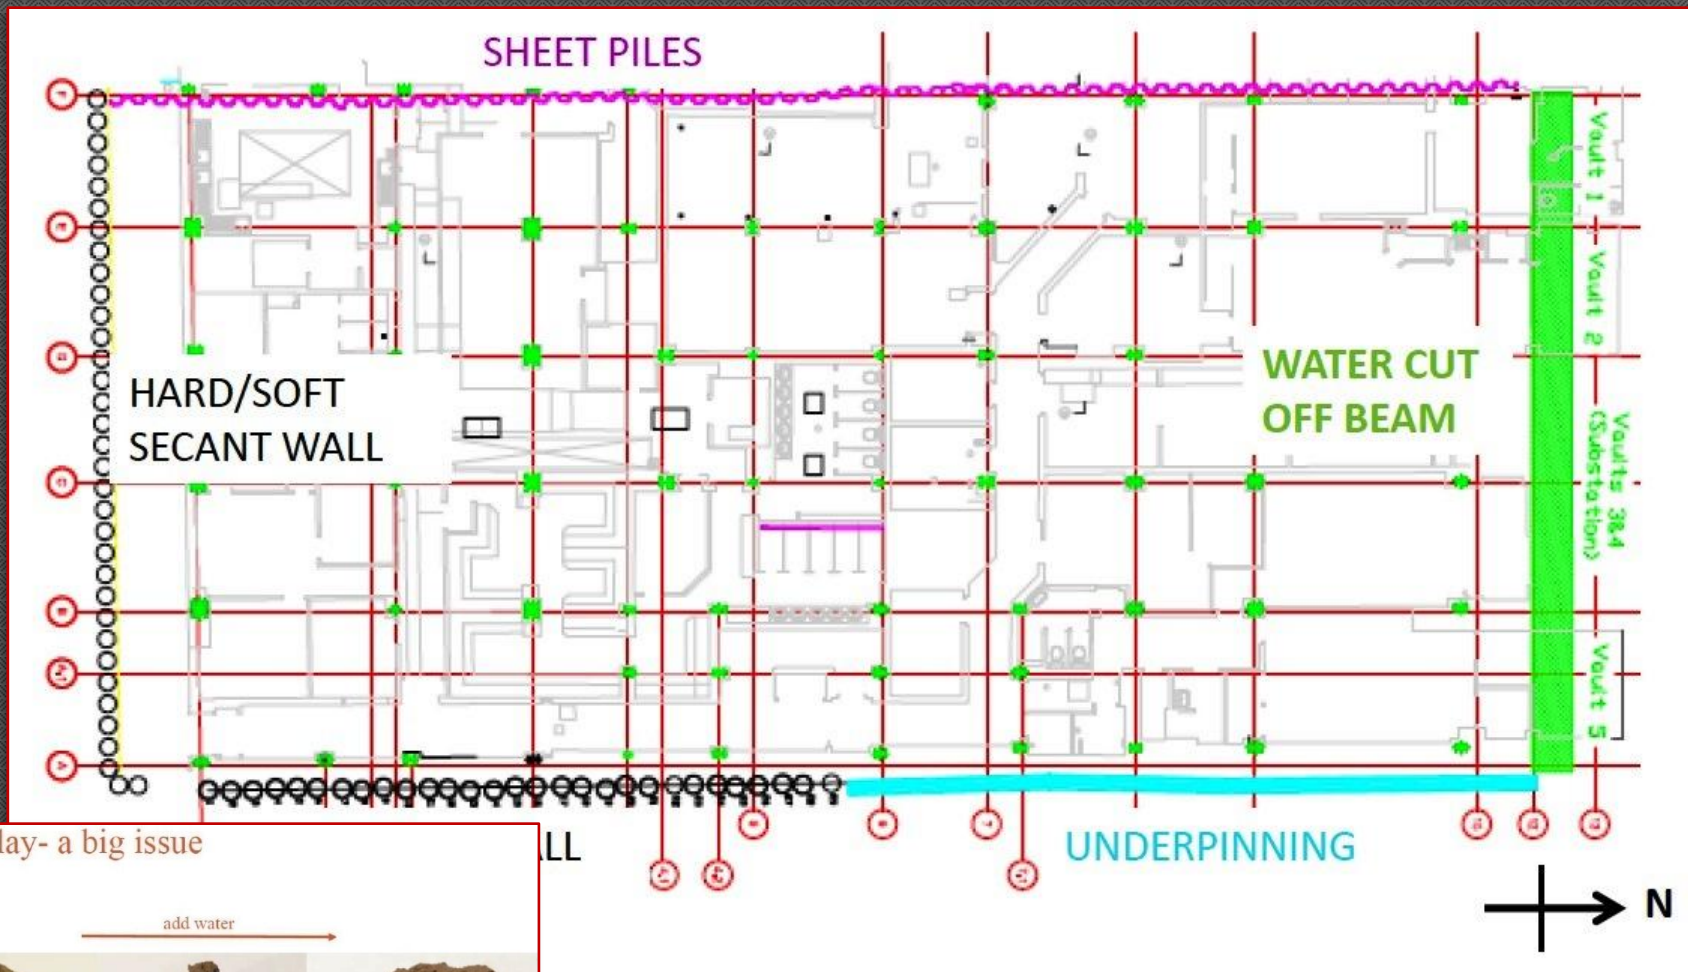 SHEET PILES
Vault 1
Vault 2
HARD/SOFT
SECANT WALL
WATER CUT
OFF BEAM
Vaults 3&4
(Substation)
Vault 5
lay- a big issue
ALL
UNDERPINNING
add water
N